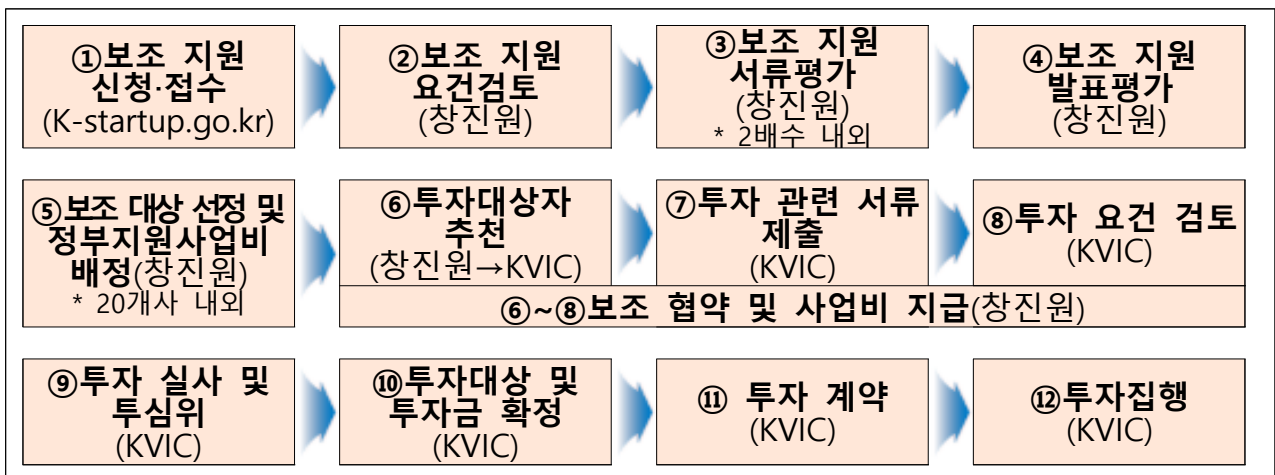 ①보조 지원
신청·접수
(K-startup.go.kr)
②보조 지원
요건검토
(창진원)
③보조 지원
서류평가
(창진원)
* 2배수 내외
④보조 지원
발표평가
(창진원)
⑤보조 대상 선정 및
정부지원사업비
배정(창진원)
* 20개사 내외
⑥투자대상자
추천
(창진원→KVIC)
⑦투자 관련 서류
제출
(KVIC)
⑧투자 요건 검토
(KVIC)
⑥~⑧보조 협약 및 사업비 지급(창진원)
⑨투자 실사 및
투심위
(KVIC)
⑩투자대상 및
투자금 확정
(KVIC)
⑪ 투자 계약
(KVIC)
⑫투자집행
(KVIC)